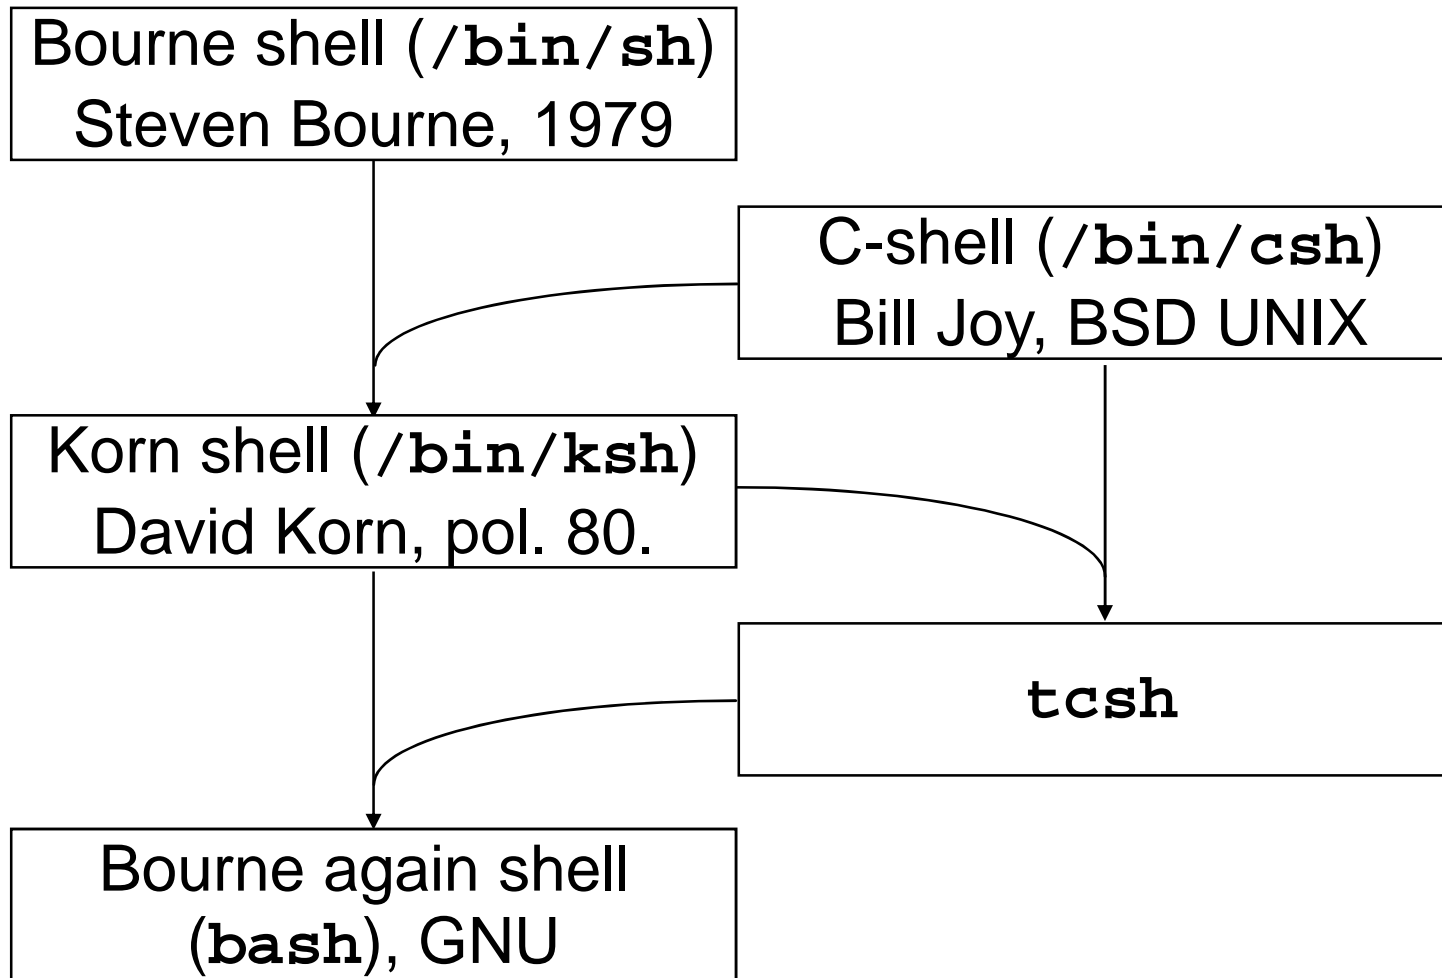 Bourne shell (/bin/sh)
Steven Bourne, 1979
C-shell (/bin/csh)
Bill Joy, BSD UNIX
Korn shell (/bin/ksh)
David Korn, pol. 80.
tcsh
Bourne again shell
(bash), GNU